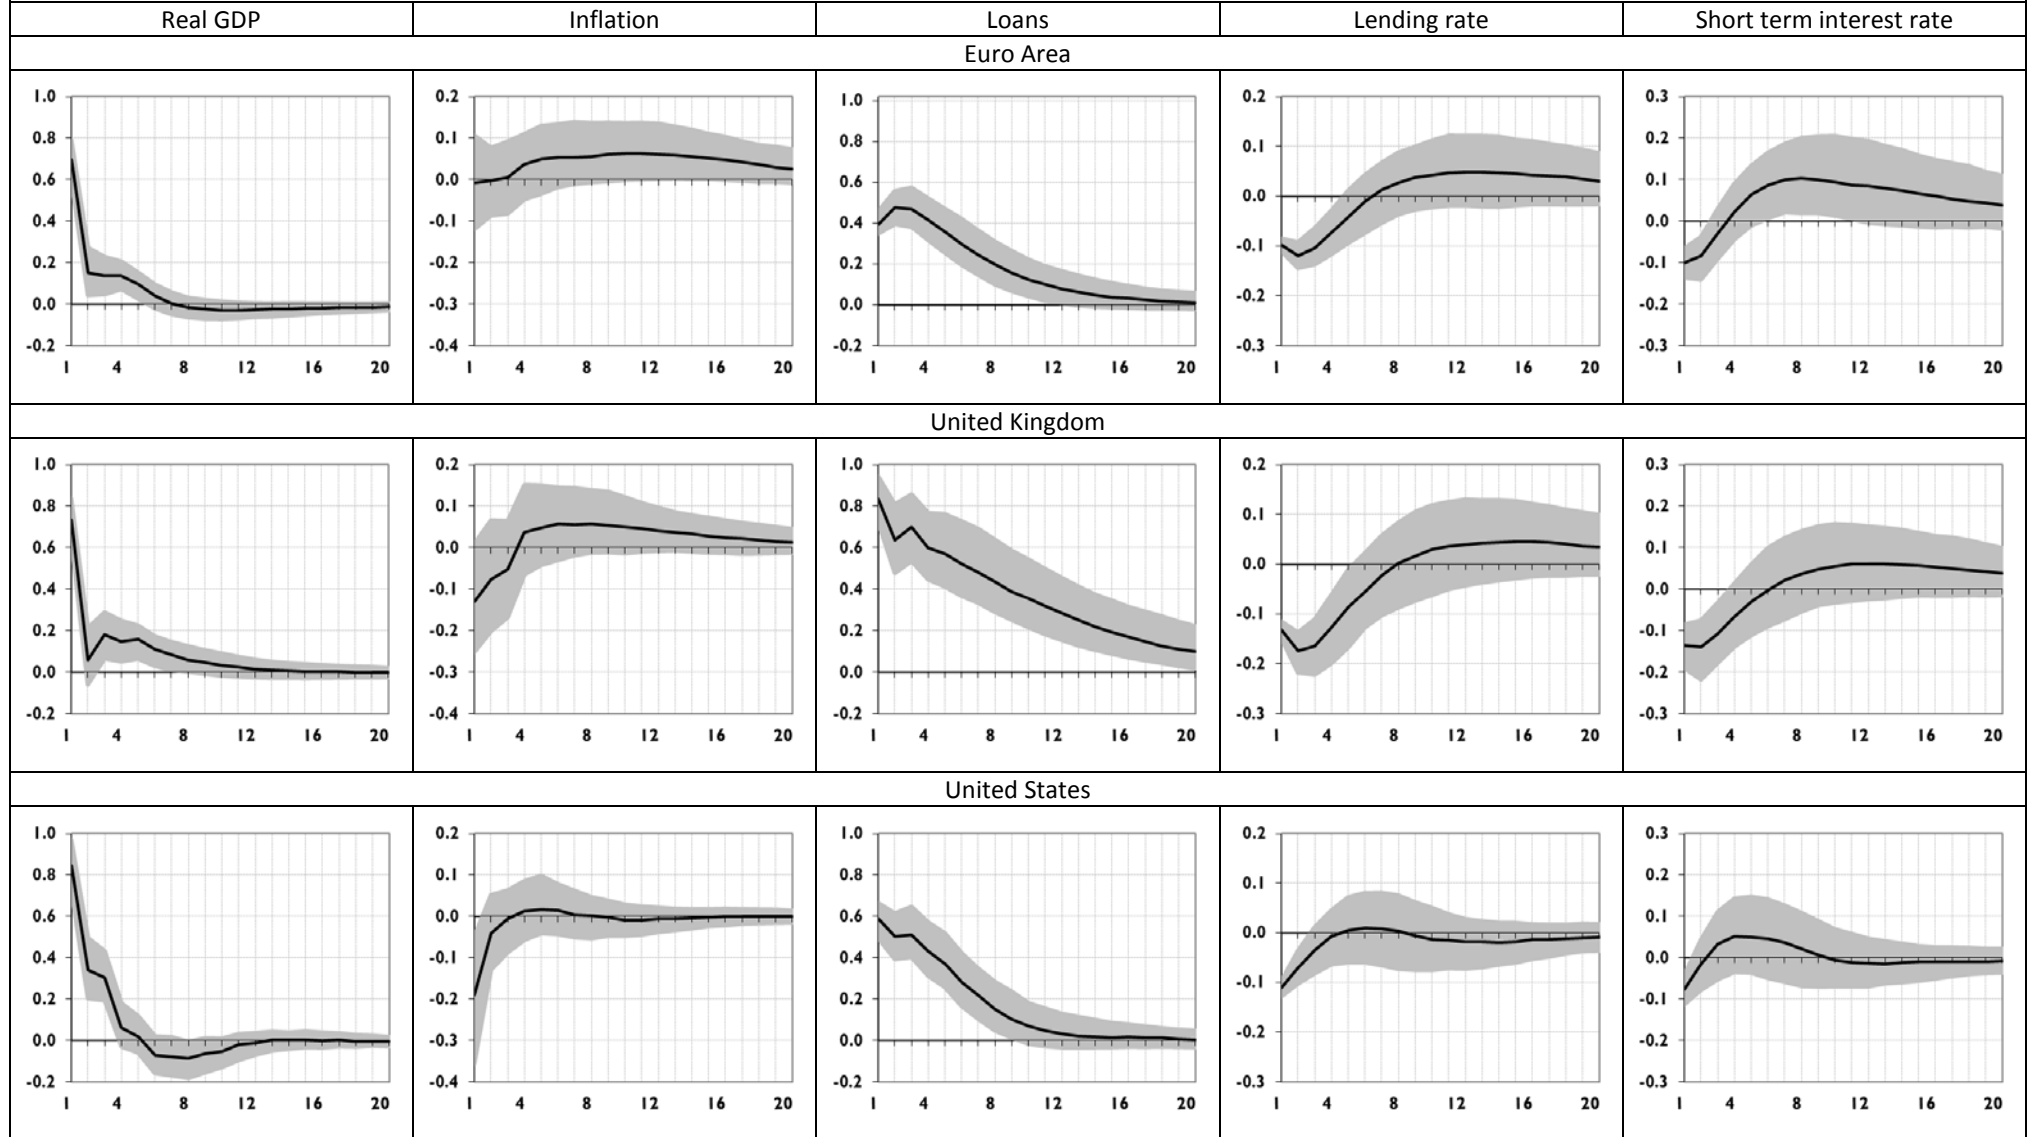 Real GDP Inflation Loans Lending rate Short term interest rate
Euro Area
1.0 0.2 1.0 0.2 0.3
0.8 0.1 0.8 0.1 0.2
0.6 0.0 0.6 0.0 0.1
0.4 -0.1 0.4 -0.1 0.0
0.2 -0.2 0.2 -0.2 -0.1
0.0 -0.3 0.0 -0.3 -0.2
-0.2 -0.4 -0.2 -0.3
1 4 8 12 16 20 1 4 8 12 16 20 1 4 8 12 16 20 1 4 8 12 16 20 1 4 8 12 16 20
United Kingdom
1.0 0.2 1.0 0.2 0.3
0.8 0.1 0.8 0.1 0.2
0.6 0.0 0.6 0.0 0.1
0.4 -0.1 0.4 -0.1 0.0
0.2 -0.2 0.2 -0.2 -0.1
0.0 -0.3 0.0 -0.3 -0.2
-0.2 -0.4 -0.2 -0.3
1 4 8 12 16 20 1 4 8 12 16 20 1 4 8 12 16 20 1 4 8 12 16 20 1 4 8 12 16 20
United States
1.0 0.2 1.0 0.2 0.3
0.8 0.1 0.8 0.1 0.2
0.6 0.0 0.6 0.0 0.1
0.4 -0.1 0.4 -0.1 0.0
0.2 -0.2 0.2 -0.2 -0.1
0.0 -0.3 0.0 -0.3 -0.2
-0.2 -0.4 -0.2 -0.3
1 4 8 12 16 20 1 4 8 12 16 20 1 4 8 12 16 20 1 4 8 12 16 20 1 4 8 12 16 20